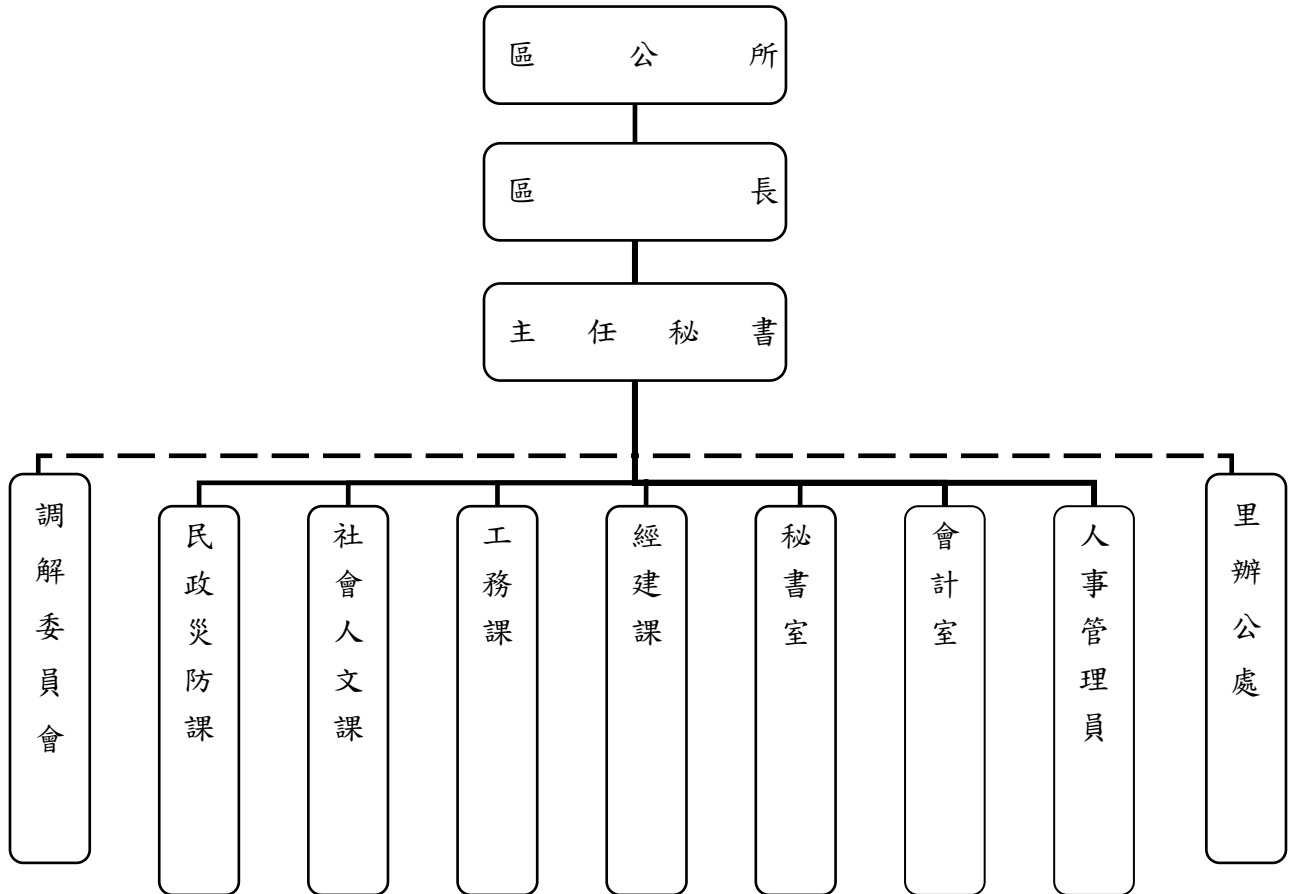 區公所
區長
主任秘書
調解委員會
民政災防課
社會人文課
工務課
經建課
秘書室
會計室
人事管理員
里辦公處